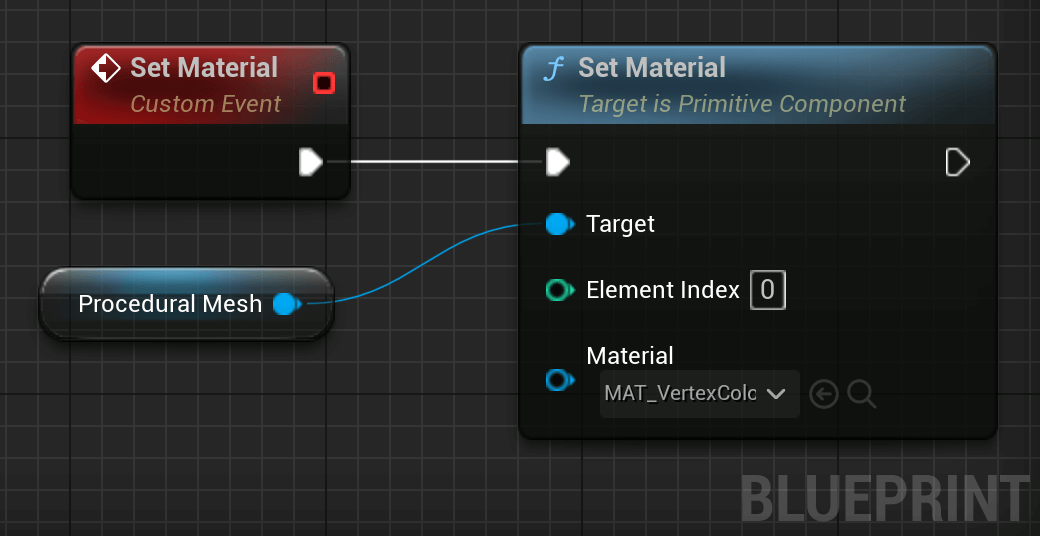 Set Material
Custom Event
Set Material
Target is Primitive Component
Target
Procedural Mesh
Element Index 0
Material
MAT_VertexColc
BLUEPRINT